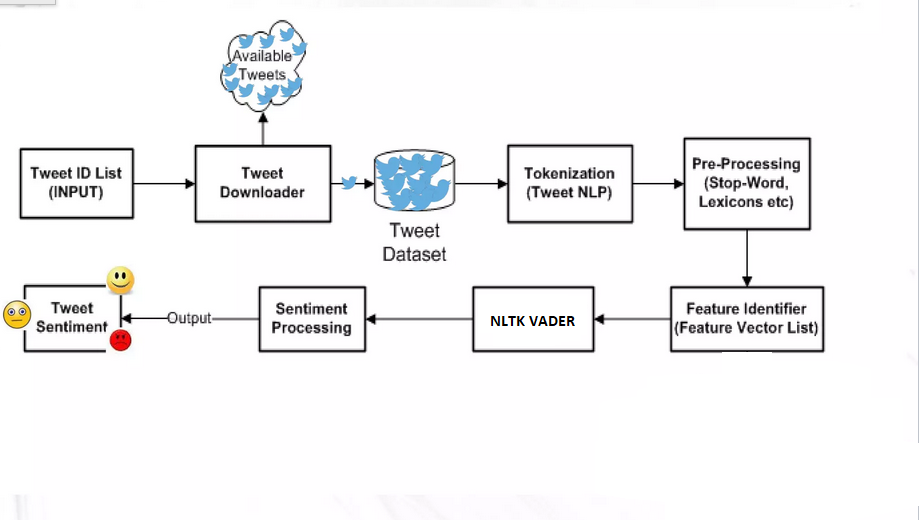 Available
Tweets
Tweet ID List
(INPUT)
Tweet
Downloader
Tweet
Dataset
Tokenization
(Tweet NLP)
Pre-Processing
(Stop-Word,
Lexicons etc)
Feature Identifier
(Feature Vector List)
NLTK VADER
Sentiment
Processing
Output
Tweet
Sentiment